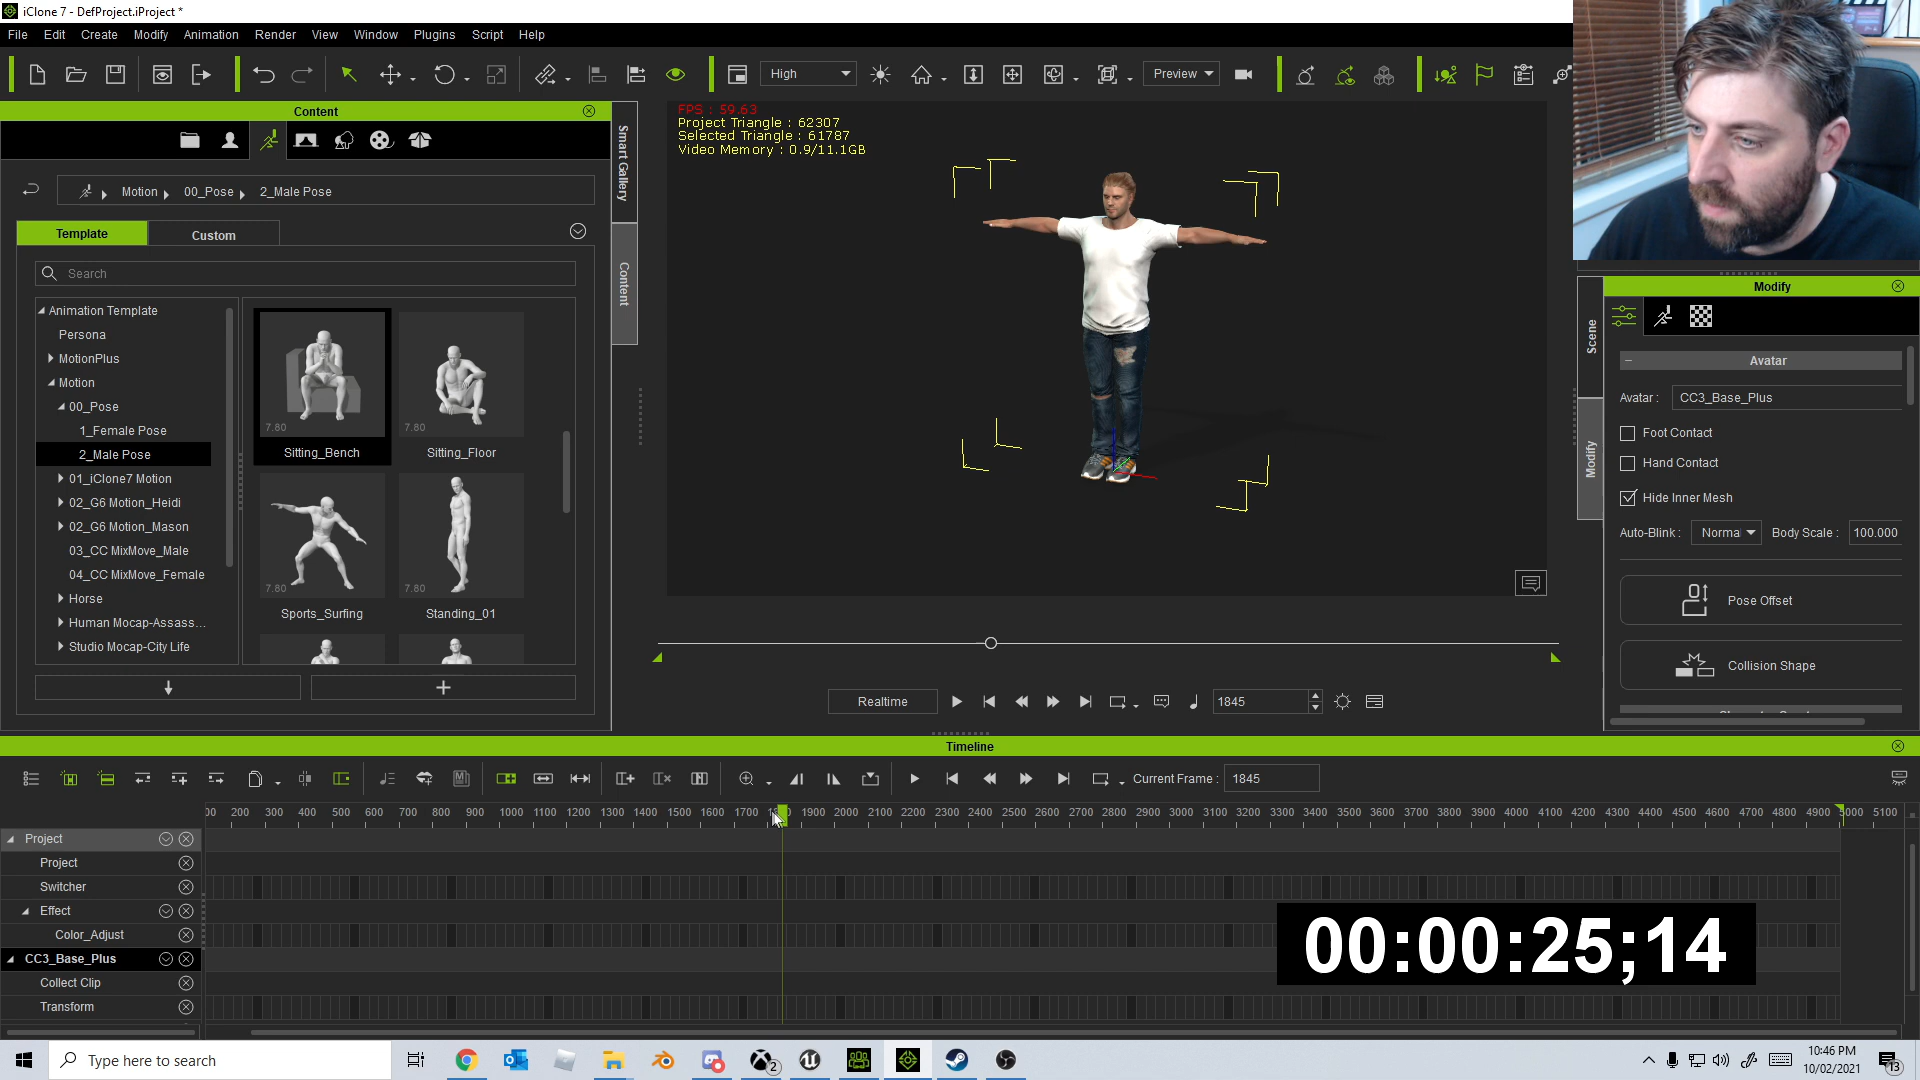 iClone 7 - DefProject.iProject *
File Edit Create Modify Animation Render View Window Plugins Script Help
High
Preview
Content
Motion 00_Pose 2_Male Pose
Template Custom
Search
Animation Template
Persona
MotionPlus
Motion
00_Pose
1_Female Pose
2_Male Pose
01_iClone7 Motion
02_G6 Motion_Heidi
02_G6 Motion_Mason
03_CC MixMove_Male
04_CC MixMove_Female
Horse
Human Mocap-Assass...
Studio Mocap-City Life
7.80 7.80
Sitting_Bench Sitting_Floor
7.80 7.80
Sports_Surfing Standing_01
Smart Gallery
Content
FPS : 59.63
Project Triangle : 62307
Selected Triangle : 61787
Video Memory : 0.9/11.1GB
Realtime 1845
Scene
Modify
Modify
Avatar
Avatar : CC3_Base_Plus
Foot Contact
Hand Contact
Hide Inner Mesh
Auto-Blink : Norma Body Scale : 100.000
Pose Offset
Collision Shape
Timeline
Current Frame : 1845
00 200 300 400 500 600 700 800 900 1000 1100 1200 1300 1400 1500 1600 1700 1900 2000 2100 2200 2300 2400 2500 2600 2700 2800 2900 3000 3100 3200 3300 3400 3500 3600 3700 3800 3900 4000 4100 4200 4300 4400 4500 4600 4700 4800 4900 5000 5100
Project
Project
Switcher
Effect
Color_Adjust
CC3_Base_Plus
Collect Clip
Transform
00:00:25;14
Type here to search
2
10:46 PM
10/02/2021
13